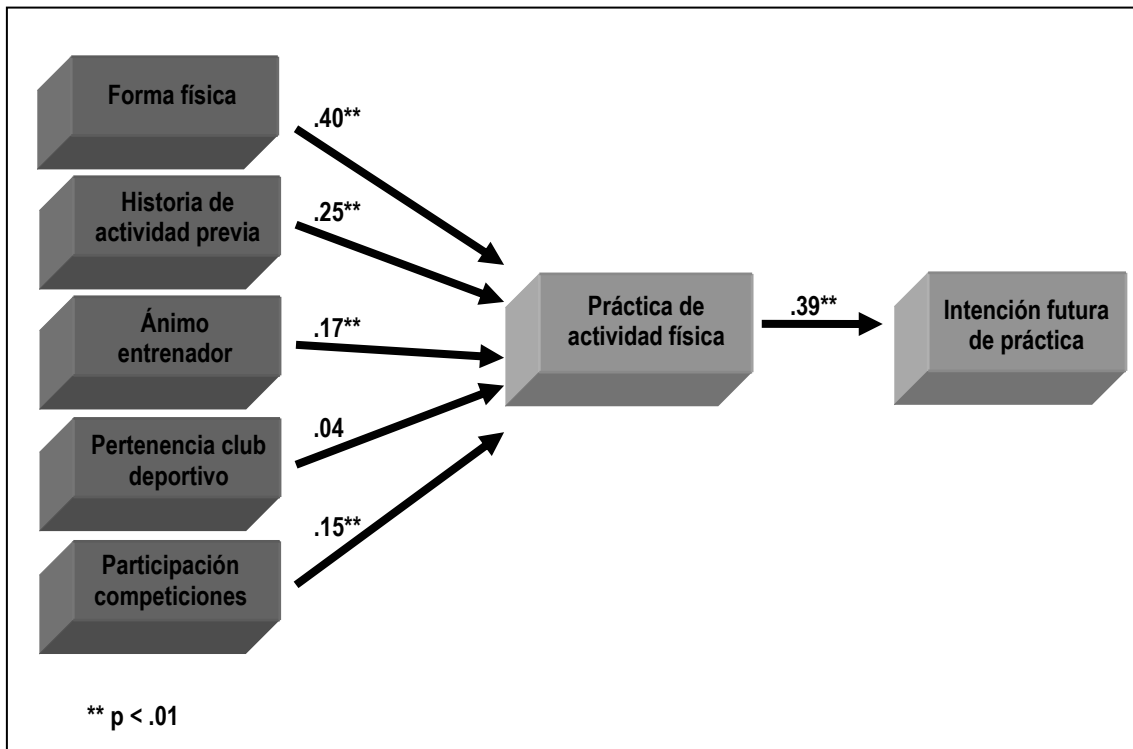 Forma física
.40**
Historia de
actividad previa
.25**
Ánimo
entrenador
.17**
Pertenencia club
deportivo
.04
Participación
competiciones
.15**
Práctica de
actividad física
.39**
Intención futura
de práctica
** p < .01